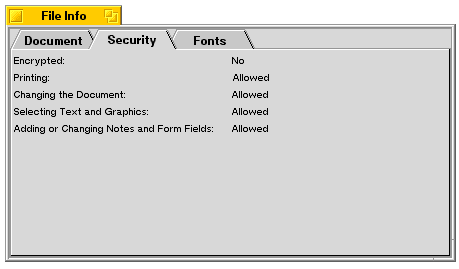 File Info
Document Security Fonts
Encrypted: No
Printing: Allowed
Changing the Document: Allowed
Selecting Text and Graphics: Allowed
Adding or Changing Notes and Form Fields: Allowed